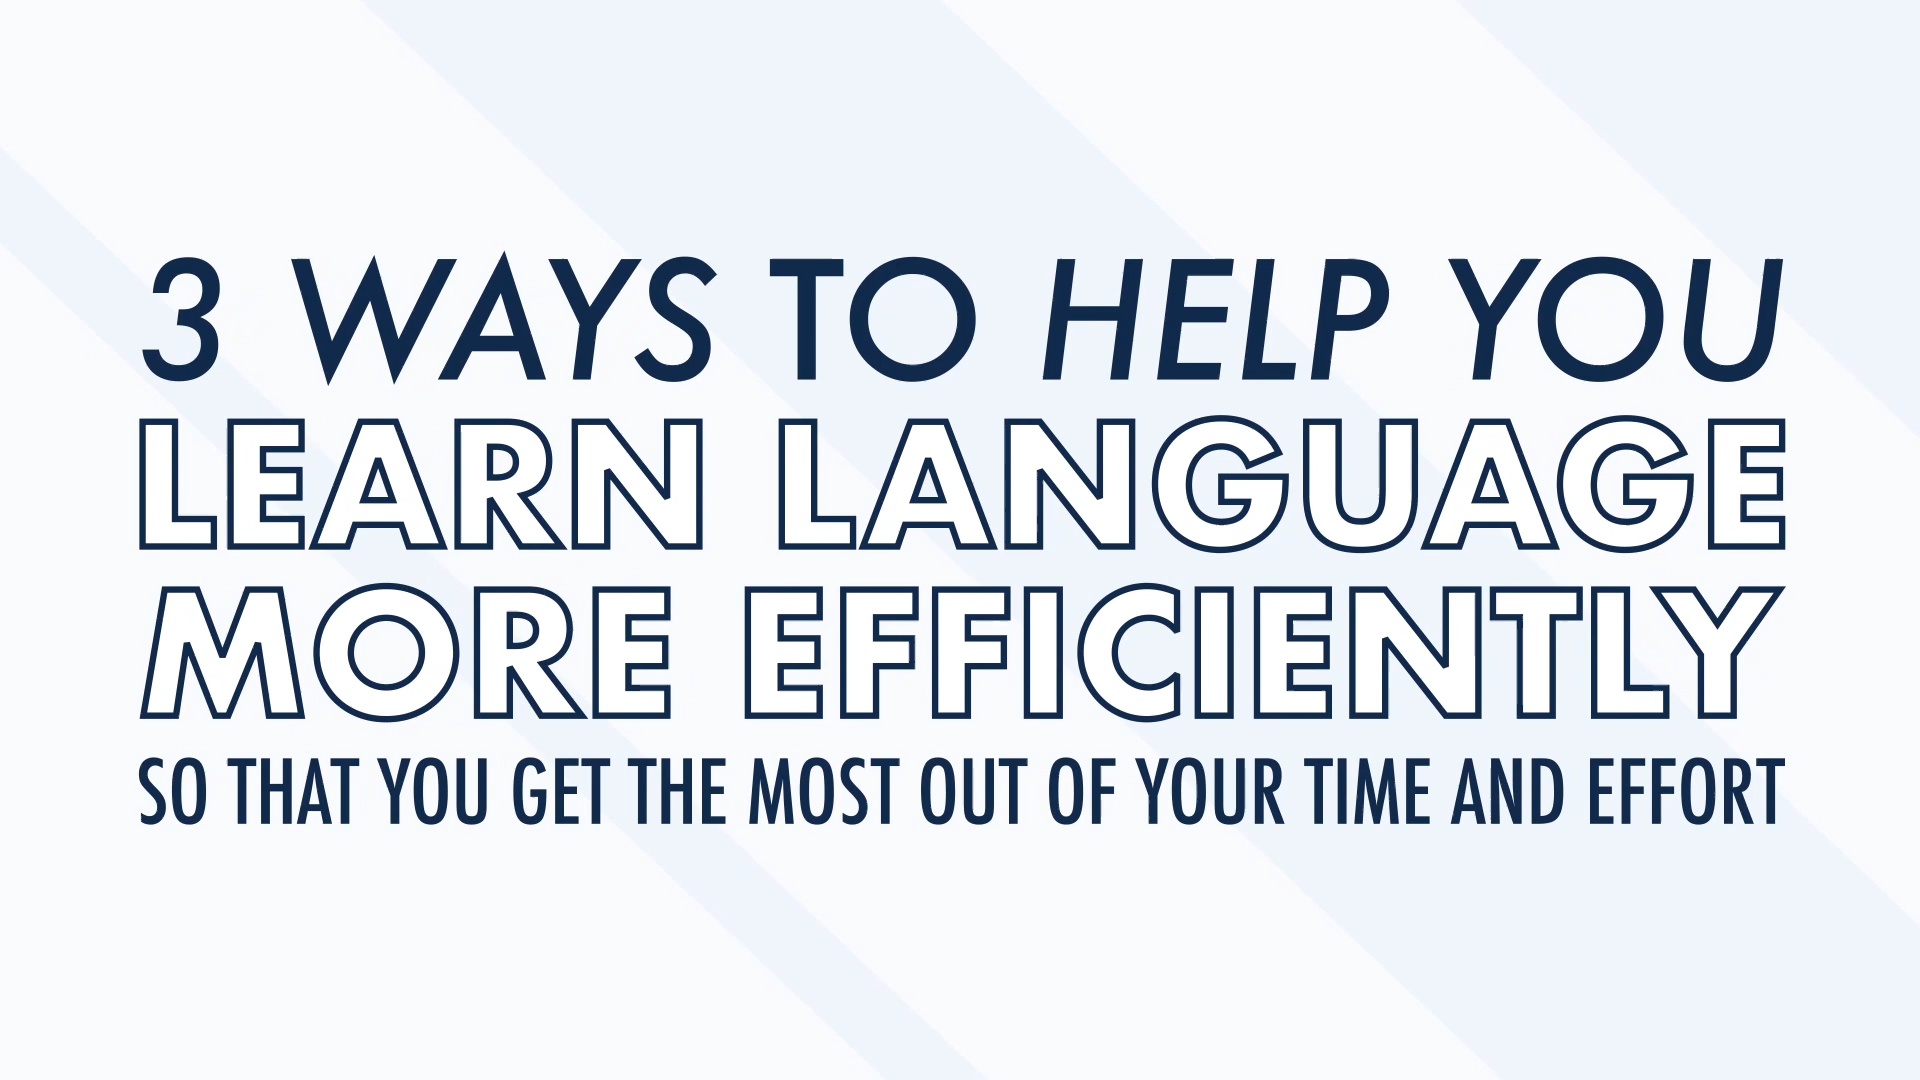 3 WAYS TO HELP YOU
LEARN LANGUAGE
MORE EFFICIENTLY
SO THAT YOU GET THE MOST OUT OF YOUR TIME AND EFFORT